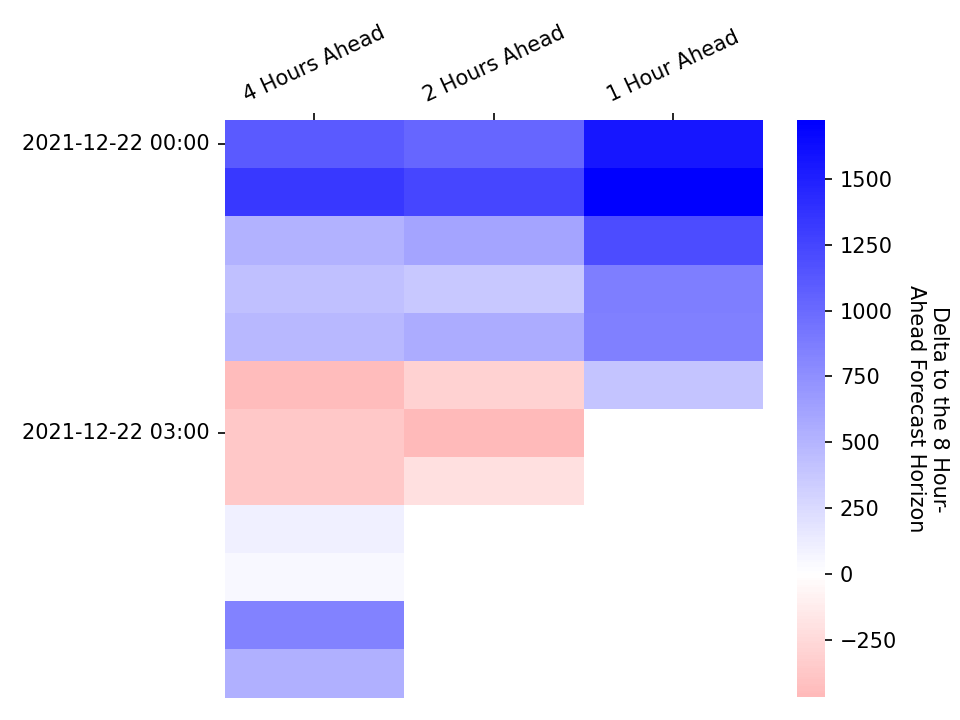 4 Hours Ahead
2 Hours Ahead
1 Hour Ahead
2021-12-22 00:00
2021-12-22 03:00
1500
1250
1000
750
500
250
0
−250
Delta to the 8 Hour-
Ahead Forecast Horizon